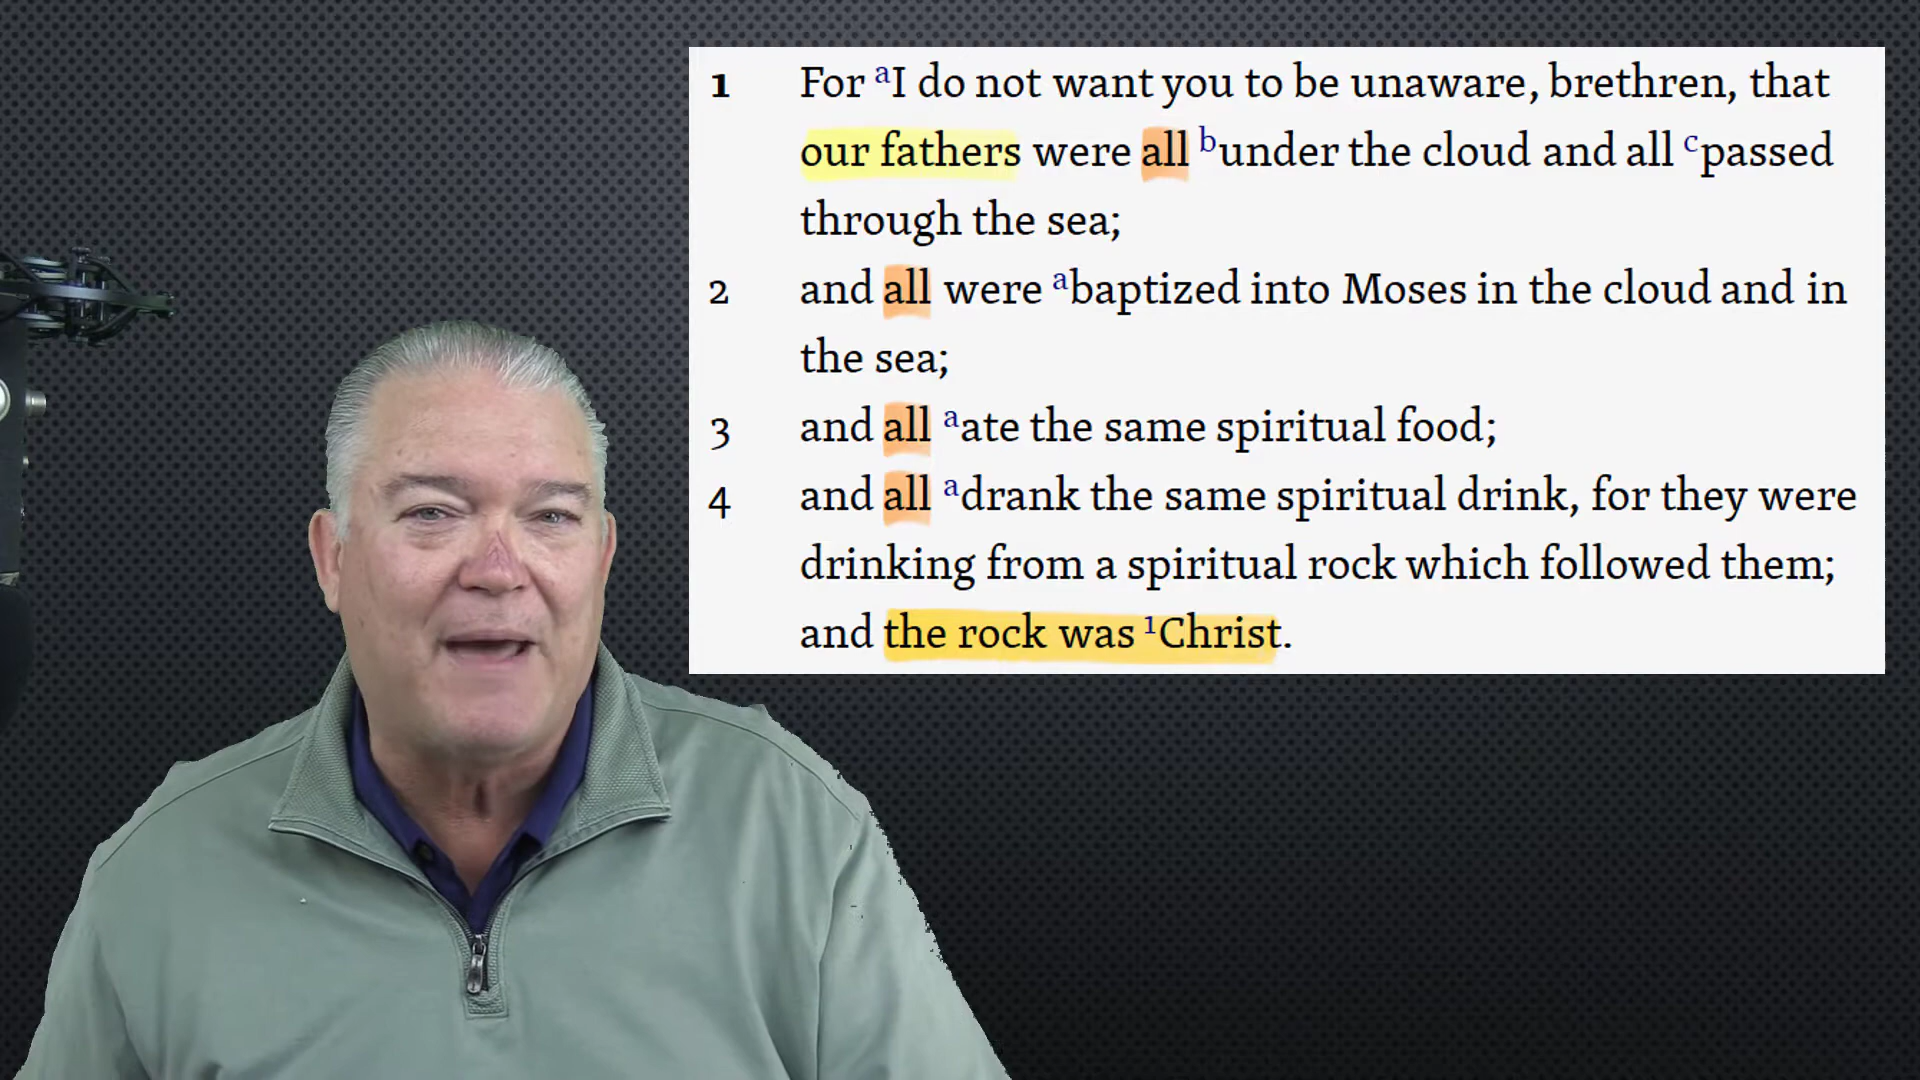 1 For aI do not want you to be unaware, brethren, that
our fathers were all bunder the cloud and all cpassed
through the sea;
2 and all were abaptized into Moses in the cloud and in
the sea;
3 and all aate the same spiritual food;
4 and all adrank the same spiritual drink, for they were
drinking from a spiritual rock which followed them;
and the rock was 1Christ.